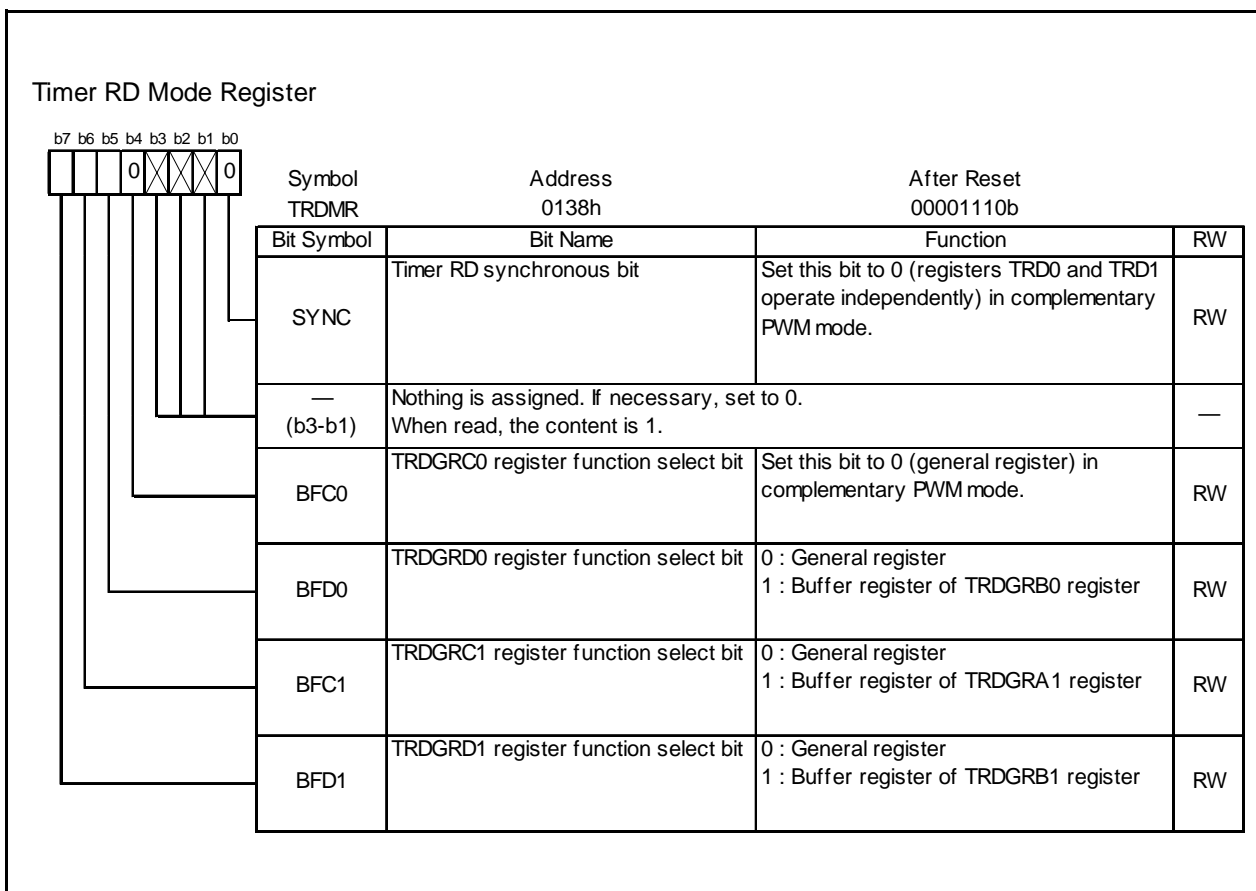 Timer RD Mode Register
b7 b6 b5 b4 b3 b2 b1 b0
0 0
Symbol Address After Reset
TRDMR 0138h 00001110b
Bit Symbol Bit Name Function RW
SYNC Timer RD synchronous bit Set this bit to 0 (registers TRD0 and TRD1
operate independently) in complementary
PWM mode. RW
— Nothing is assigned. If necessary, set to 0.
(b3-b1) When read, the content is 1. —
BFC0 TRDGRC0 register function select bit Set this bit to 0 (general register) in
complementary PWM mode. RW
BFD0 TRDGRD0 register function select bit 0 : General register
1 : Buffer register of TRDGRB0 register RW
BFC1 TRDGRC1 register function select bit 0 : General register
1 : Buffer register of TRDGRA1 register RW
BFD1 TRDGRD1 register function select bit 0 : General register
1 : Buffer register of TRDGRB1 register RW